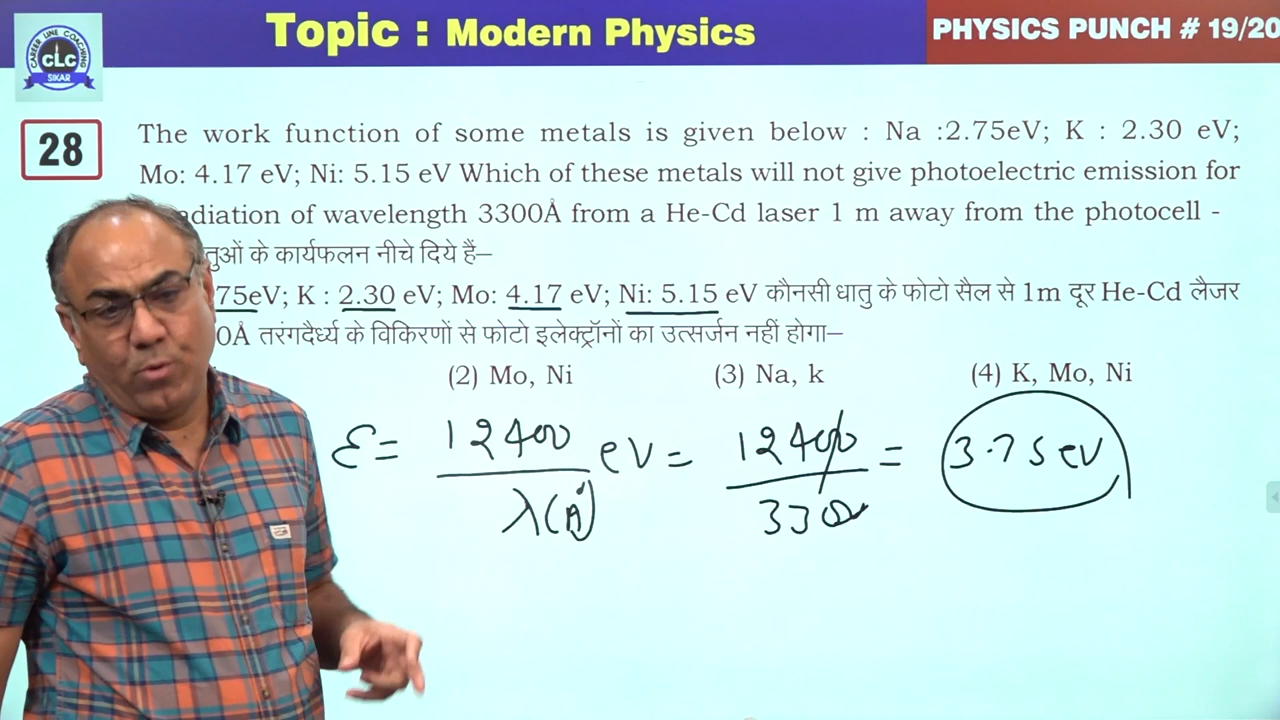 Topic : Modern Physics
PHYSICS PUNCH # 19/20
CAREER LINE COACHING
CLC
SIKAR
28
The work function of some metals is given below : Na :2.75eV; K : 2.30 eV;
Mo: 4.17 eV; Ni: 5.15 eV Which of these metals will not give photoelectric emission for
adiation of wavelength 3300Å from a He-Cd laser 1 m away from the photocell -
तुओं के कार्यफलन नीचे दिये हैं–
75eV; K : 2.30 eV; Mo: 4.17 eV; Ni: 5.15 eV कौनसी धातु के फोटो सैल से 1m दूर He-Cd लैजर
0Å तरंगदैर्ध्य के विकिरणों से फोटो इलेक्ट्रॉनों का उत्सर्जन नहीं होगा–
(2) Mo, Ni (3) Na, k (4) K, Mo, Ni
E = 12400 / λ(Å) eV = 12400 / 3300 = 3.75 eV